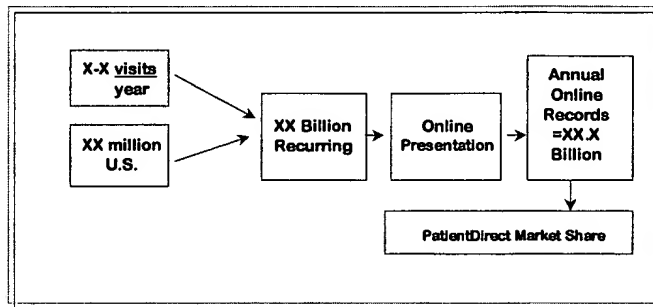 X-X visits
year
XX million
U.S.
XX Billion
Recurring
Online
Presentation
Annual
Online
Records
=XX.X
Billion
PatientDirect Market Share